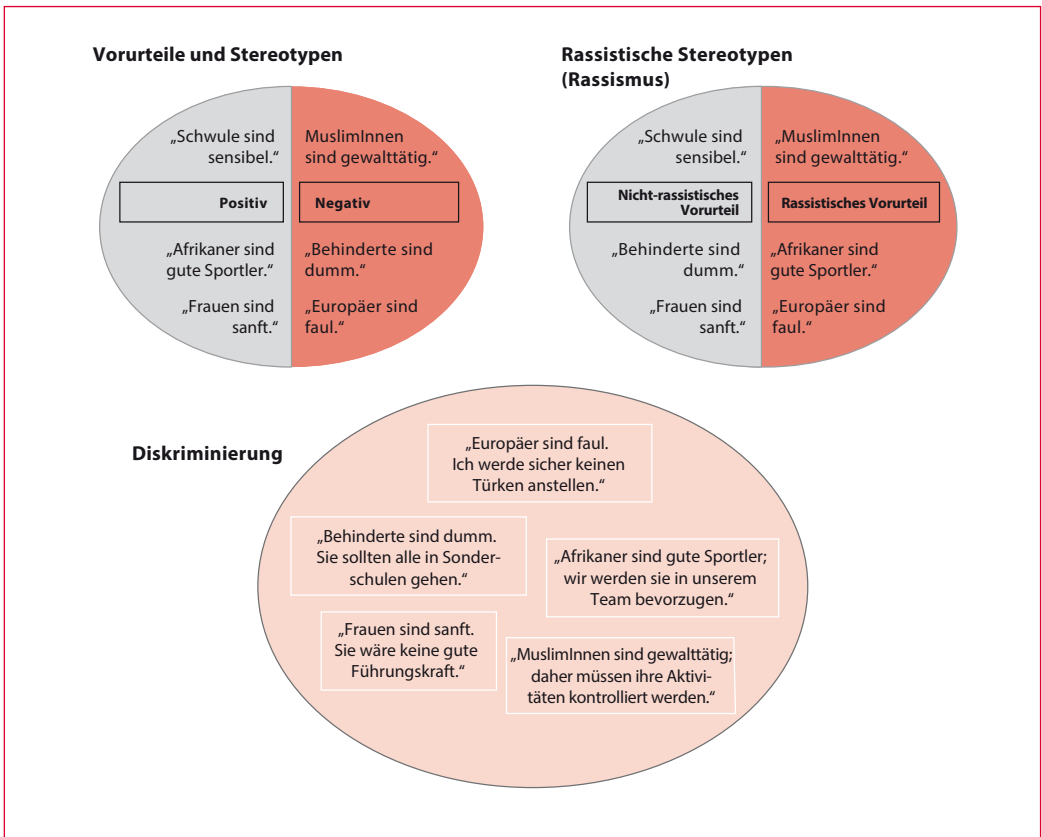 Vorurteile und Stereotypen
„Schwule sind
sensibel.“
MuslimInnen
sind gewalttätig.“
Positiv
Negativ
„Afrikaner sind
gute Sportler.“
„Behinderte sind
dumm.“
„Frauen sind
sanft.“
„Europäer sind
faul.“
Rassistische Stereotypen
(Rassismus)
„Schwule sind
sensibel.“
„MuslimInnen
sind gewalttätig.“
Nicht-rassistisches
Vorurteil
Rassistisches Vorurteil
„Behinderte sind
dumm.“
„Afrikaner sind
gute Sportler.“
„Frauen sind
sanft.“
„Europäer sind
faul.“
Diskriminierung
„Europäer sind faul.
Ich werde sicher keinen
Türken anstellen.“
„Behinderte sind dumm.
Sie sollten alle in Sonder-
schulen gehen.“
„Afrikaner sind gute Sportler;
wir werden sie in unserem
Team bevorzugen.“
„Frauen sind sanft.
Sie wäre keine gute
Führungskraft.“
„MuslimInnen sind gewalttätig;
daher müssen ihre Aktivi-
täten kontrolliert werden.“